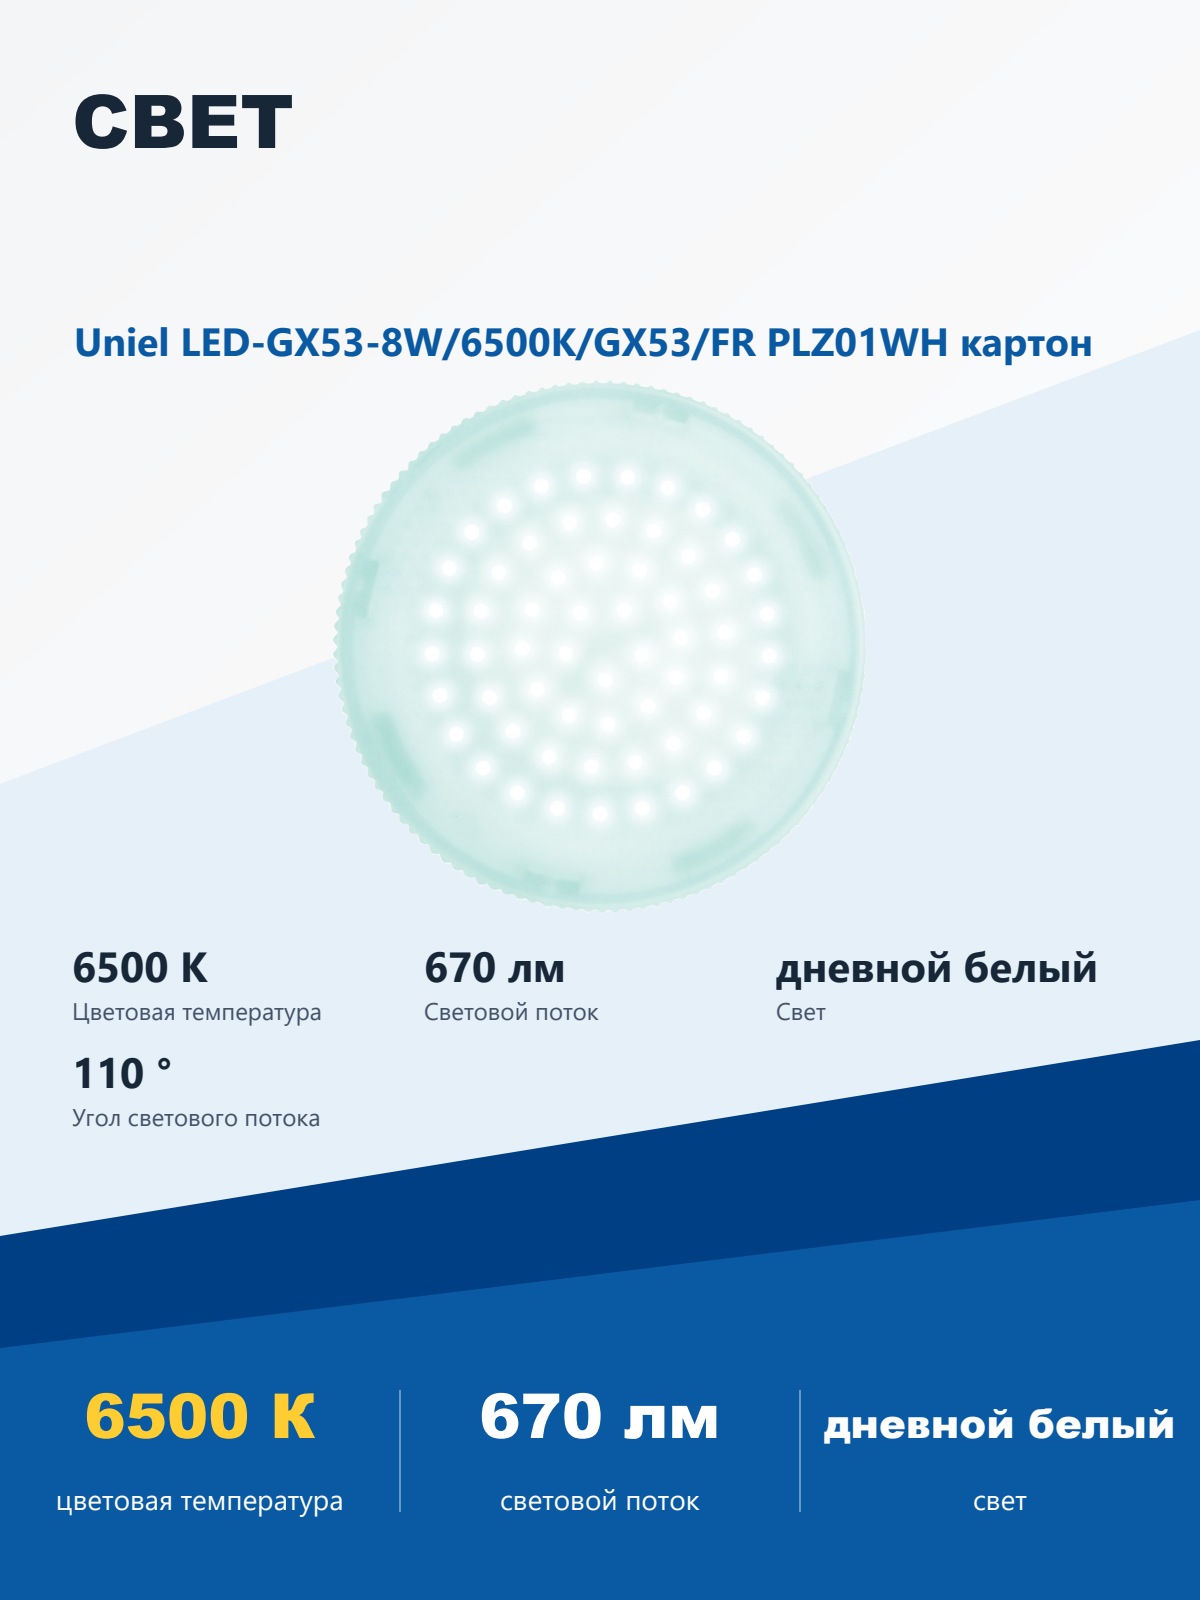 СВЕТ
Uniel LED-GX53-8W/6500K/GX53/FR PLZ01WH картон
6500 К
Цветовая температура
670 лм
Световой поток
дневной белый
Свет
110 °
Угол светового потока
6500 К
цветовая температура
670 лм
световой поток
дневной белый
свет